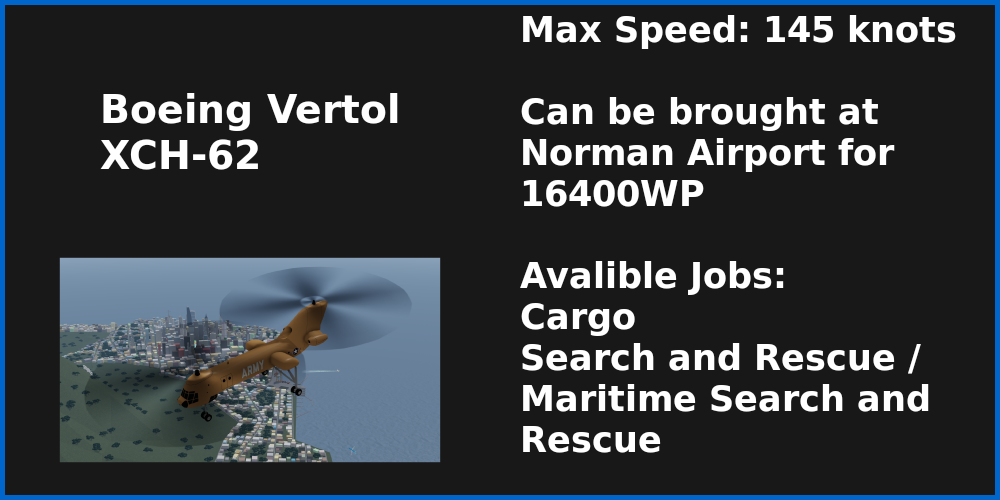 Boeing Vertol
XCH-62
ARMY
Max Speed: 145 knots
Can be brought at
Norman Airport for
16400WP
Avalible Jobs:
Cargo
Search and Rescue /
Maritime Search and
Rescue